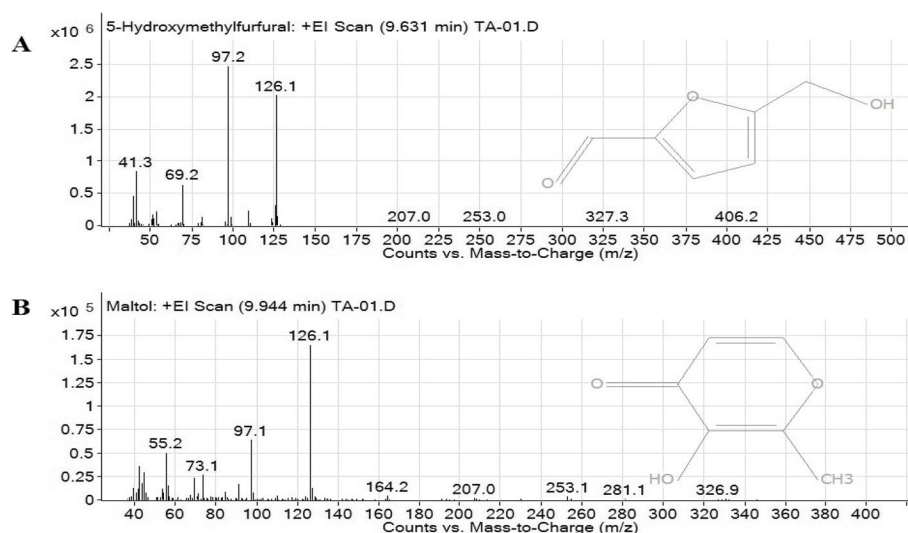 A
x10 6
5-Hydroxymethylfurfural: +EI Scan (9.631 min) TA-01.D
2.5
2
1.5
1
0.5
0
41.3
69.2
97.2
126.1
207.0
253.0
327.3
406.2
O
OH
O
50 75 100 125 150 175 200 225 250 275 300 325 350 375 400 425 450 475 500
Counts vs. Mass-to-Charge (m/z)
B
x10 5
Maltol: +EI Scan (9.944 min) TA-01.D
1.75
1.5
1.25
1
0.75
0.5
0.25
0
55.2
73.1
97.1
126.1
164.2
207.0
253.1
281.1
326.9
O
O
HO
CH3
40 60 80 100 120 140 160 180 200 220 240 260 280 300 320 340 360 380 400
Counts vs. Mass-to-Charge (m/z)